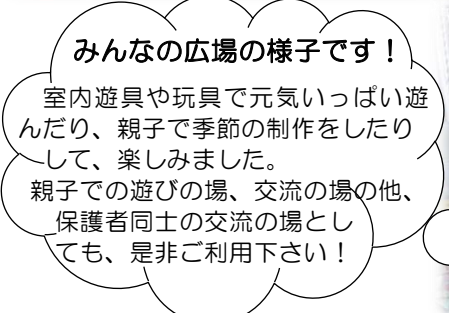 みんなの広場の様子です！
室内遊具や玩具で元気いっぱい遊
んだり、親子で季節の制作をしたり
して、楽しみました。
親子での遊びの場、交流の場の他、
保護者同士の交流の場とし
ても、是非ご利用下さい！